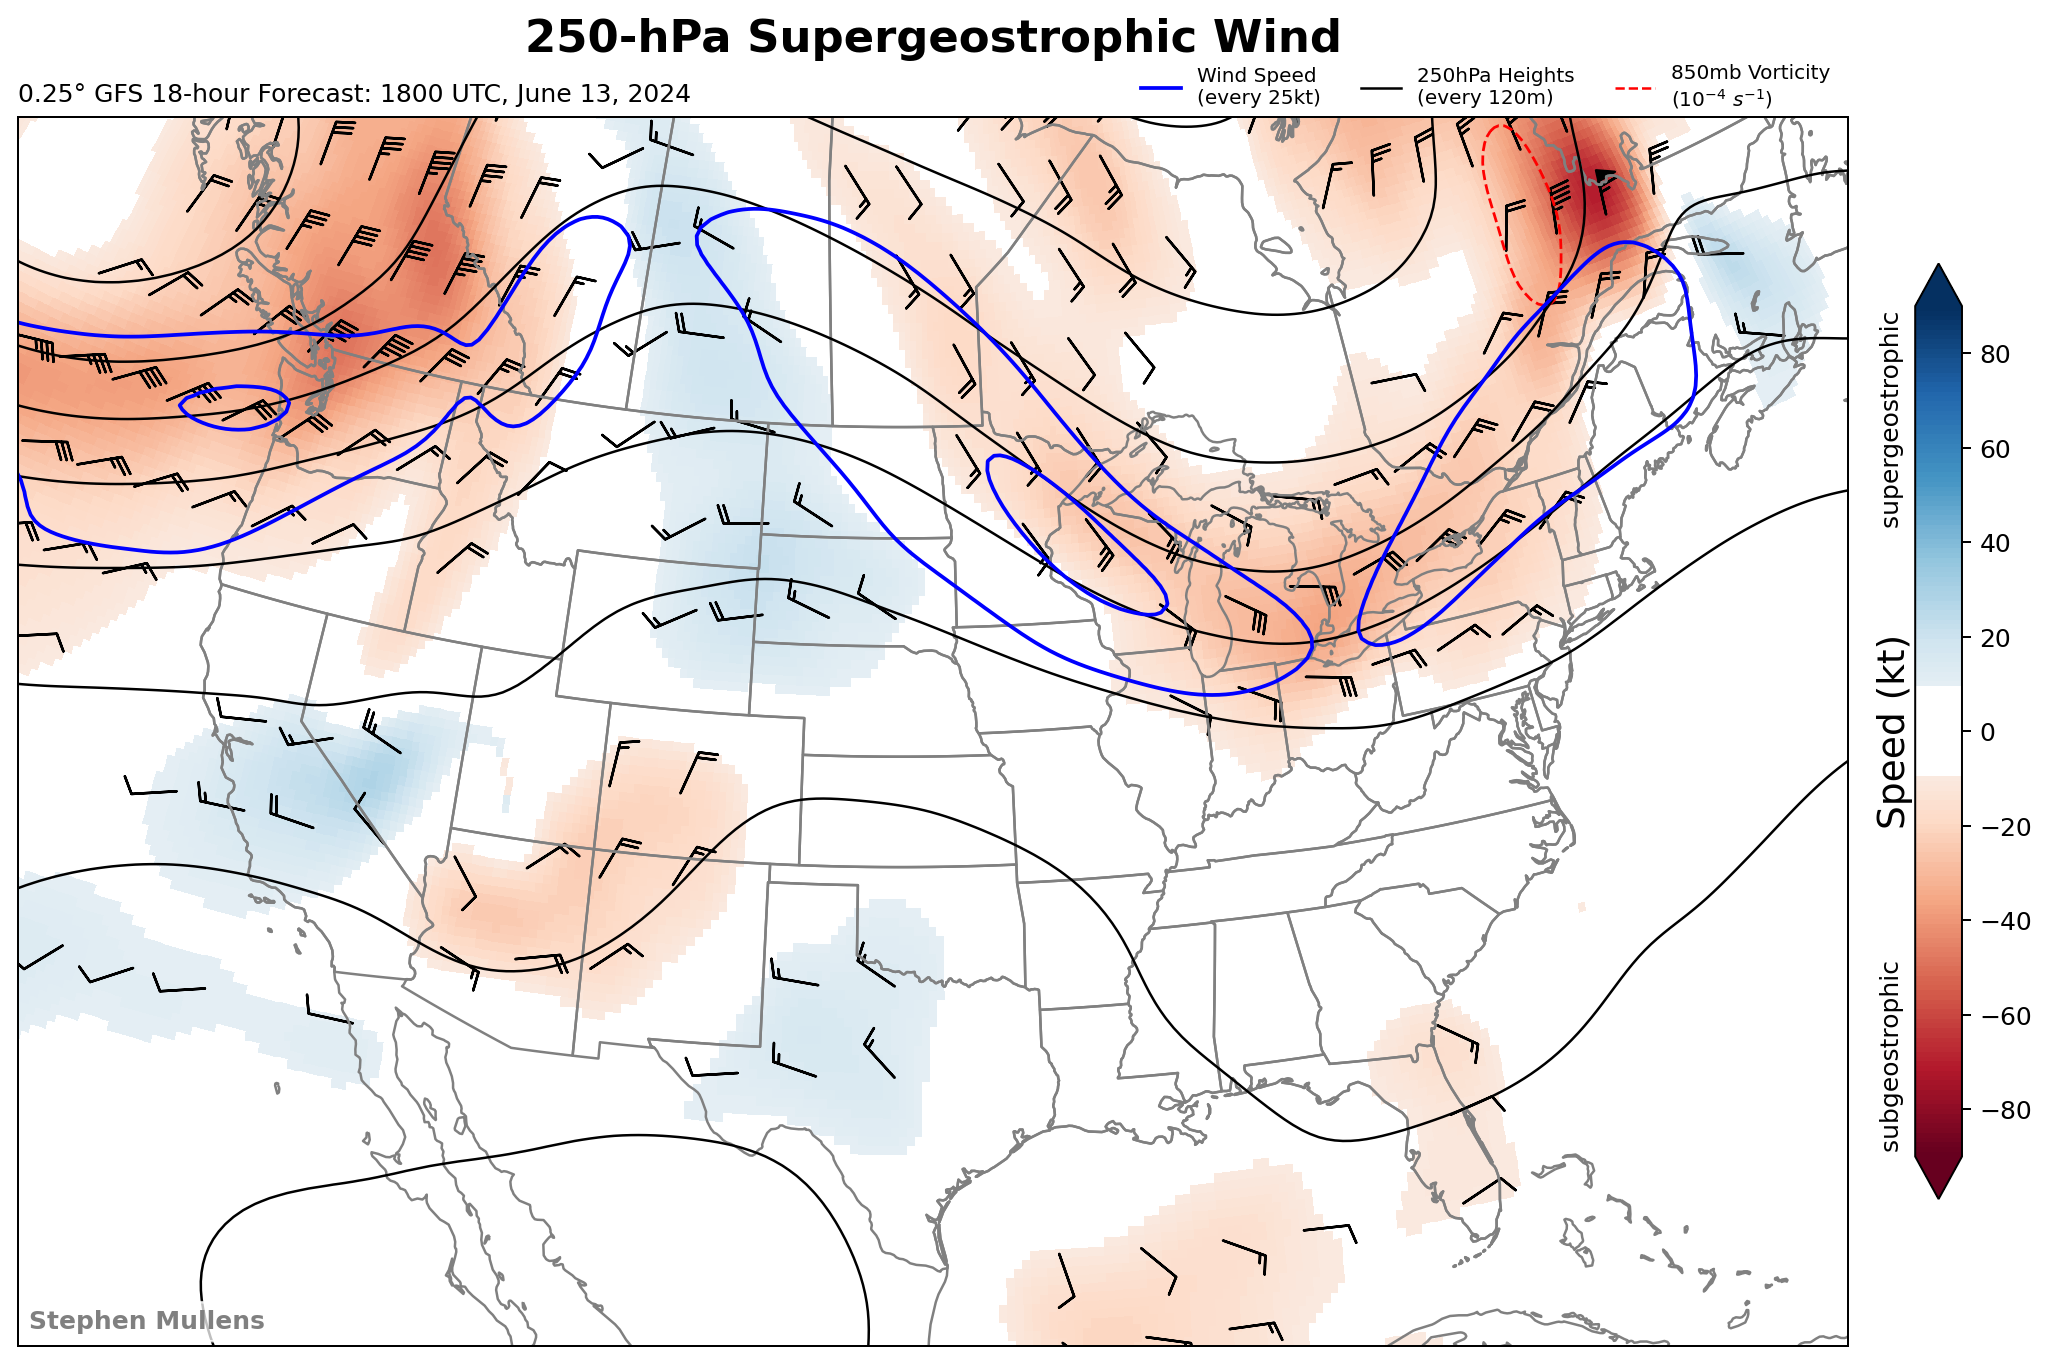 250-hPa Supergeostrophic Wind
0.25° GFS 18-hour Forecast: 1800 UTC, June 13, 2024
Wind Speed
(every 25kt)
250hPa Heights
(every 120m)
850mb Vorticity
(10⁻⁴ s⁻¹)
supergeostrophic
Speed (kt)
subgeostrophic
80
60
40
20
0
−20
−40
−60
−80
Stephen Mullens